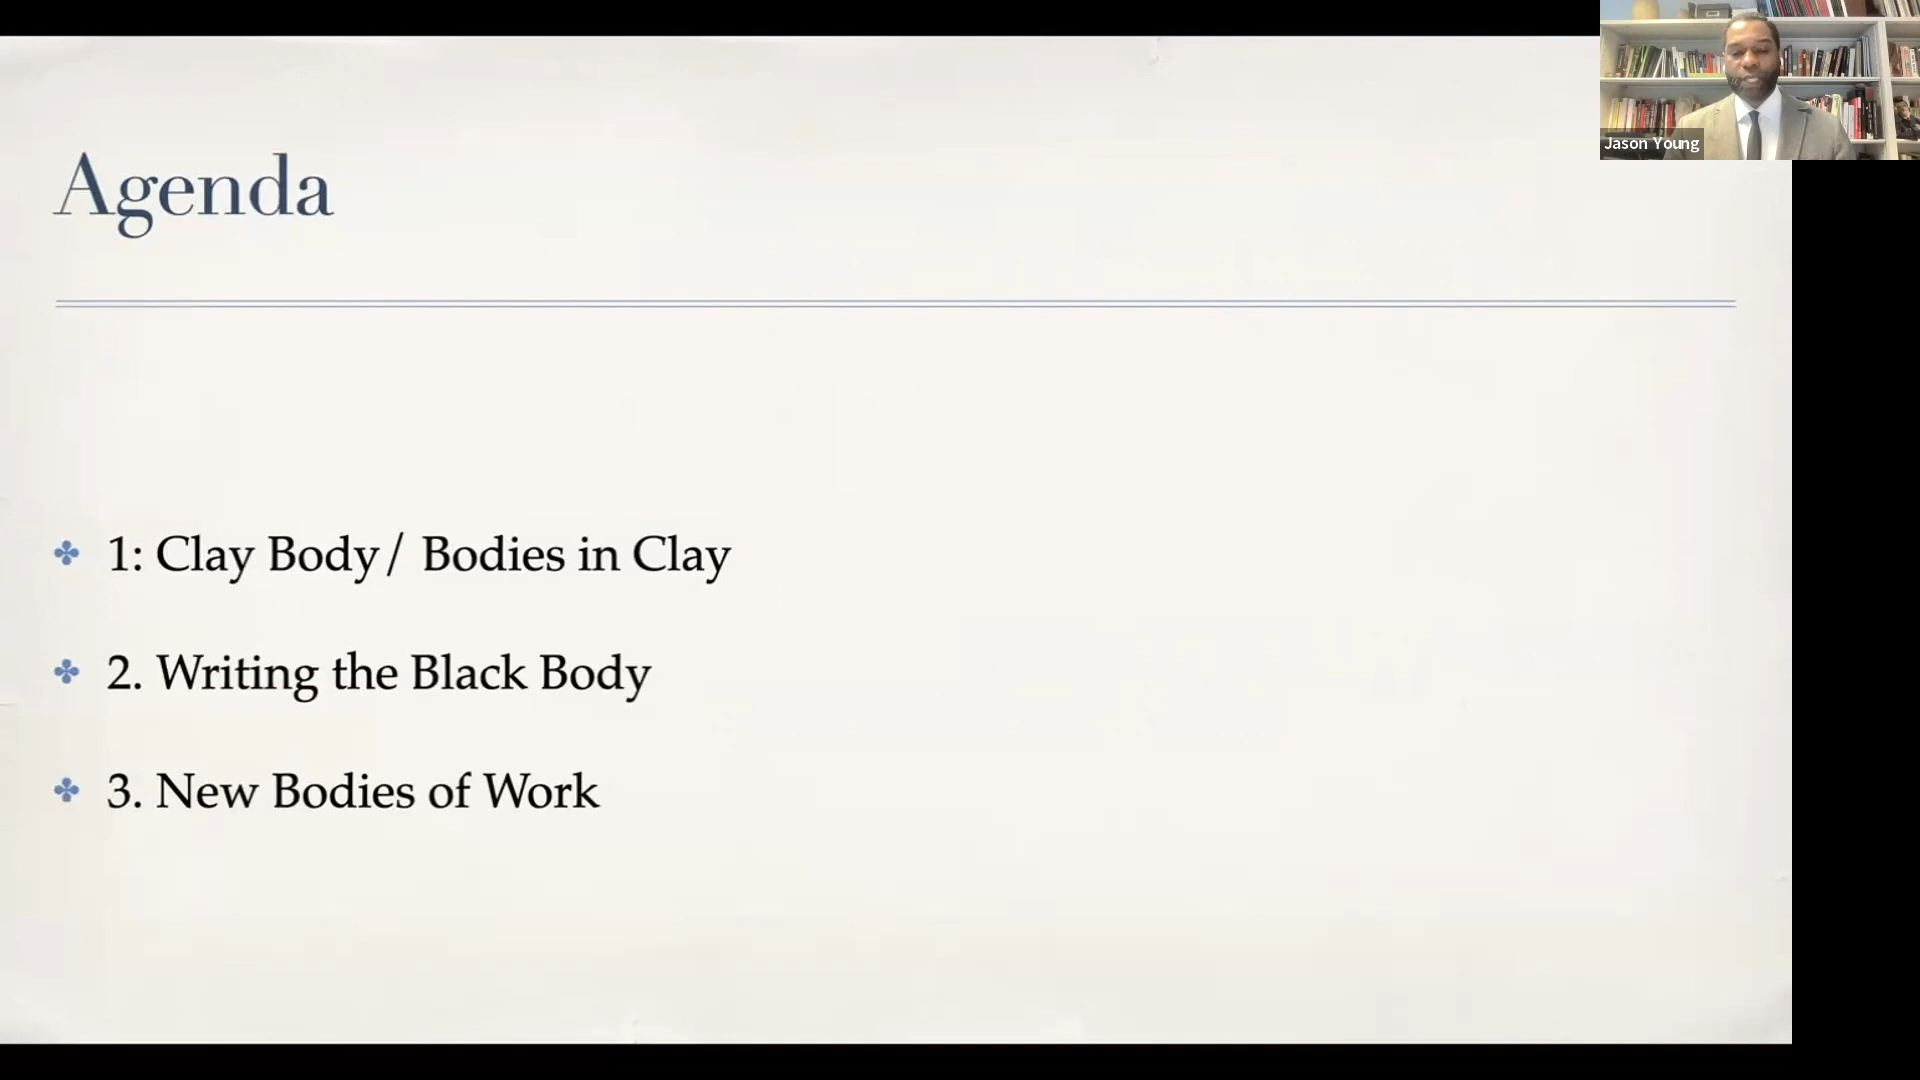 Jason Young
Agenda
1: Clay Body/ Bodies in Clay
2. Writing the Black Body
3. New Bodies of Work